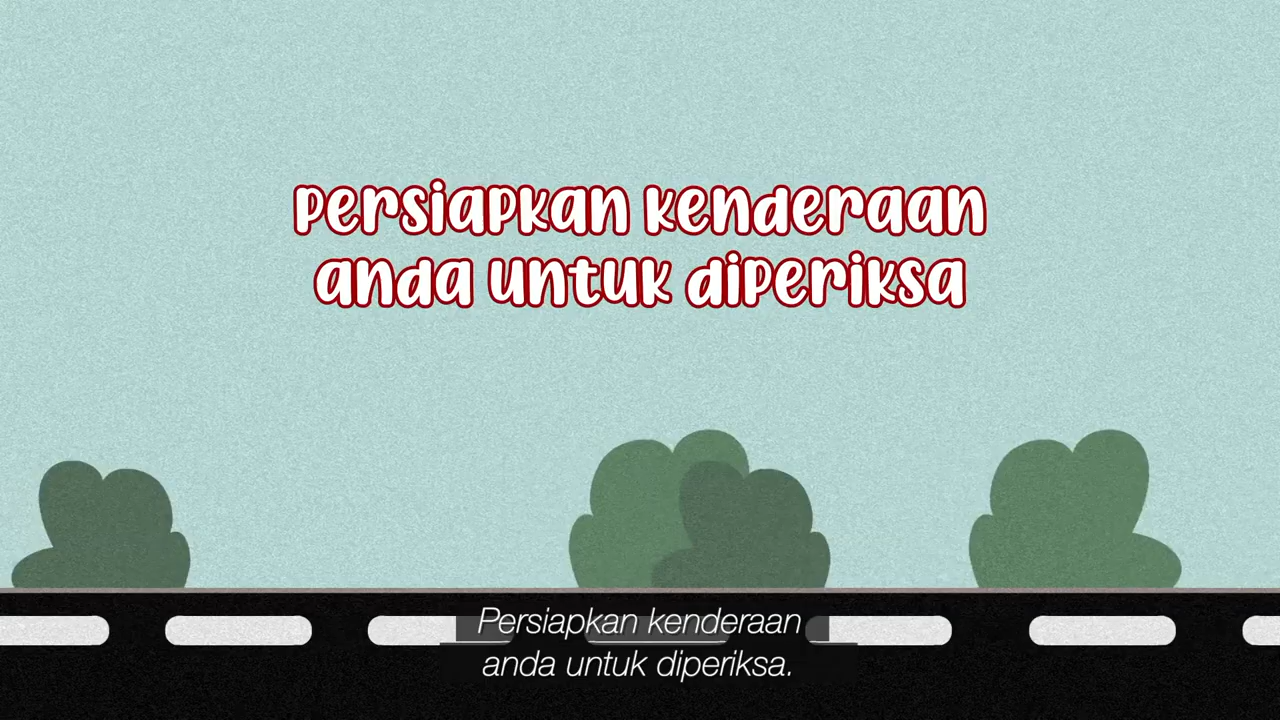 persiapkan kenderaan
anda untuk diperiksa
Persiapkan kenderaan
anda untuk diperiksa.